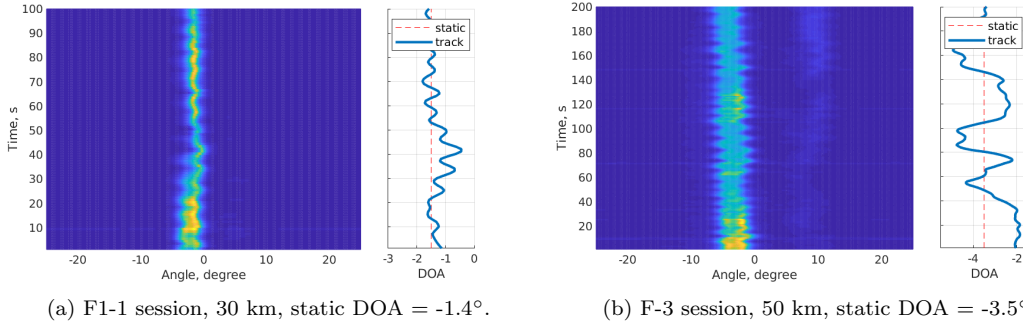 100
90
80
70
60
50
40
30
20
10
Time, s
-20 -10 0 10 20
Angle, degree
static
track
-3 -2 -1 0
DOA
200
180
160
140
120
100
80
60
40
20
Time, s
-20 -10 0 10 20
Angle, degree
static
track
-4 -2
DOA
(a) F1-1 session, 30 km, static DOA = -1.4°.
(b) F-3 session, 50 km, static DOA = -3.5°